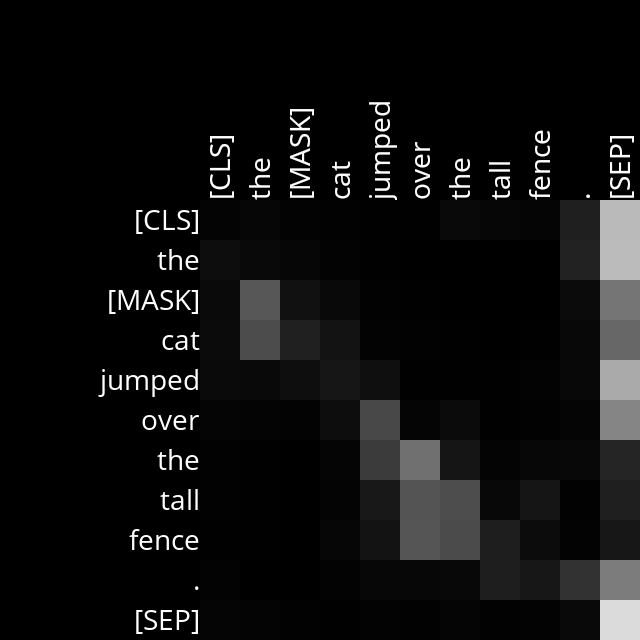 [CLS] the [MASK] cat jumped over the tall fence . [SEP]
[CLS]
the
[MASK]
cat
jumped
over
the
tall
fence
.
[SEP]